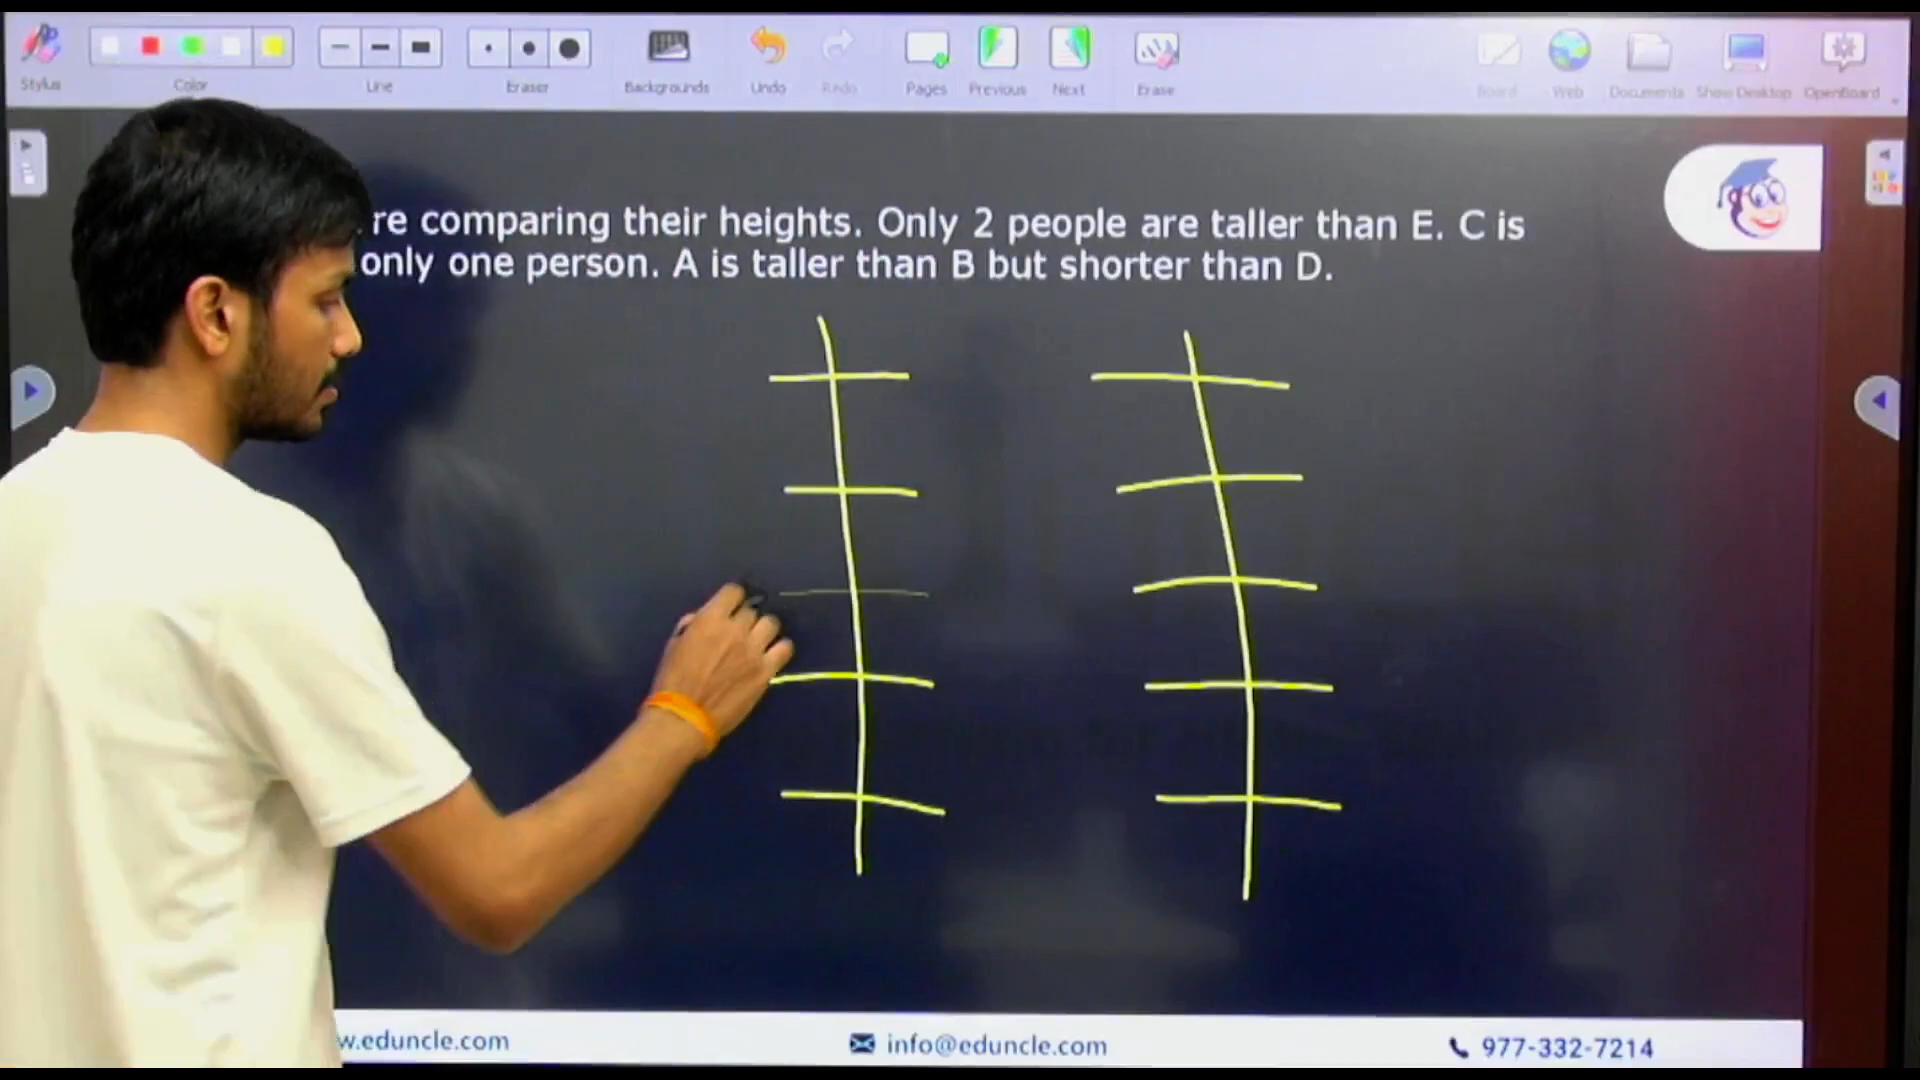 Stylus
Color
Line
Eraser
Backgrounds
Undo
Redo
Pages
Previous
Next
Erase
Board
Web
Documents
Show Desktop
OpenBoard
re comparing their heights. Only 2 people are taller than E. C is
only one person. A is taller than B but shorter than D.
w.eduncle.com
info@eduncle.com
977-332-7214